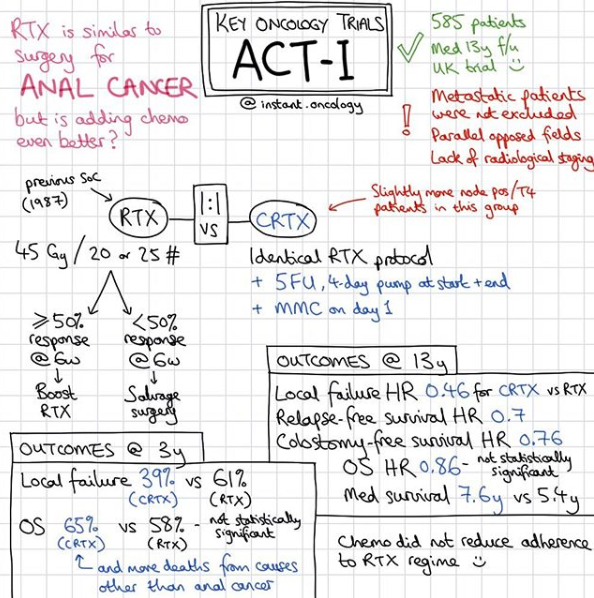 RTX is similar to
surgery for
ANAL CANCER
but is adding chemo
even better?
KEY ONCOLOGY TRIALS
ACT-I
@instant.oncology
585 patients
Med 13y f/u
UK trial
! Metastatic patients
were not excluded
Parallel opposed fields
Lack of radiological staging
previous SoC
(1987)
RTX
1:1
vs
CRTX
Slightly more node pos/T4
patients in this group
45 Gy / 20 or 25 #
Identical RTX protocol
+ 5FU, 4-day pump at start + end
+ MMC on day 1
≥50%
response
@6w
Boost
RTX
<50%
response
@6w
Salvage
surgery
OUTCOMES @ 3y
Local failure 39% vs 61%
(CRTX) (RTX)
OS 65% vs 58% - not statistically
significant
(CRTX) (RTX)
and more deaths from causes
other than anal cancer
OUTCOMES @ 13y
Local failure HR 0.46 for CRTX vs RTX
Relapse-free survival HR 0.7
Colostomy-free survival HR 0.76
OS HR 0.86 - not statistically
significant
Med survival 7.6y vs 5.4y
Chemo did not reduce adherence
to RTX regime